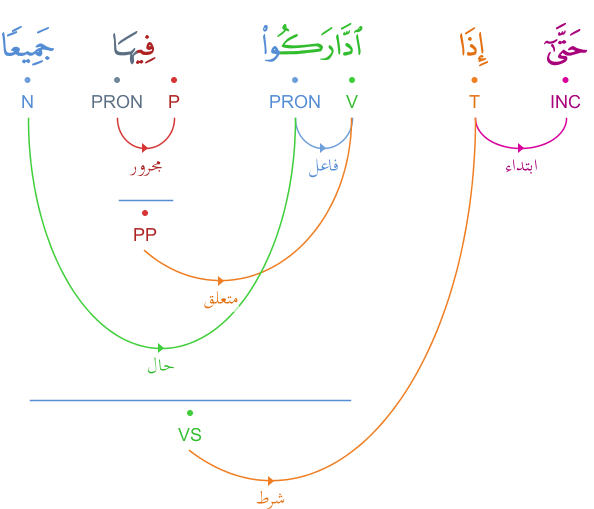 حَتَّىٰٓ إِذَا ٱدَّارَكُوا۟ فِيهَا جَمِيعًا
INC T V PRON P PRON N
ابتداء فاعل مجرور
PP
متعلق
حال
VS
شرط